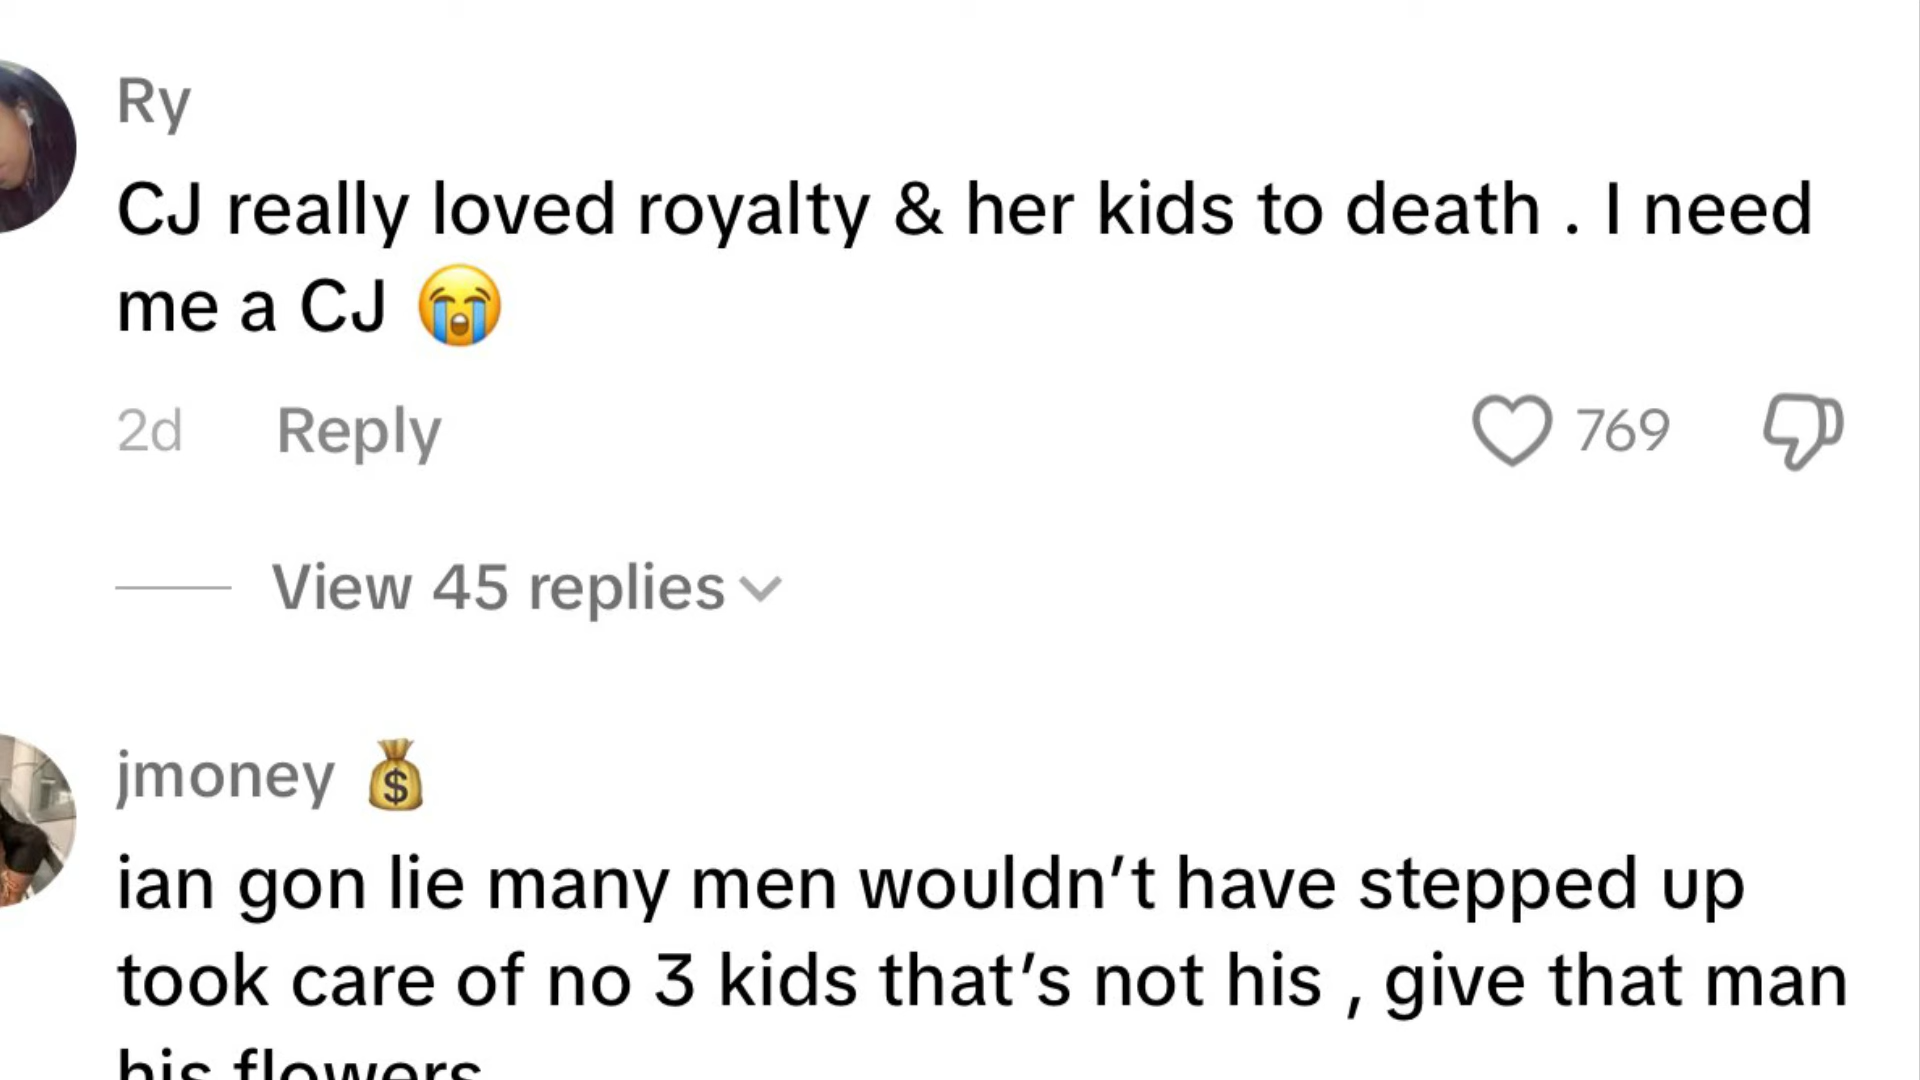 Ry
CJ really loved royalty & her kids to death . I need
me a CJ 😭
2d Reply 769
View 45 replies
jmoney 💰
ian gon lie many men wouldn’t have stepped up
took care of no 3 kids that’s not his , give that man
his flowers